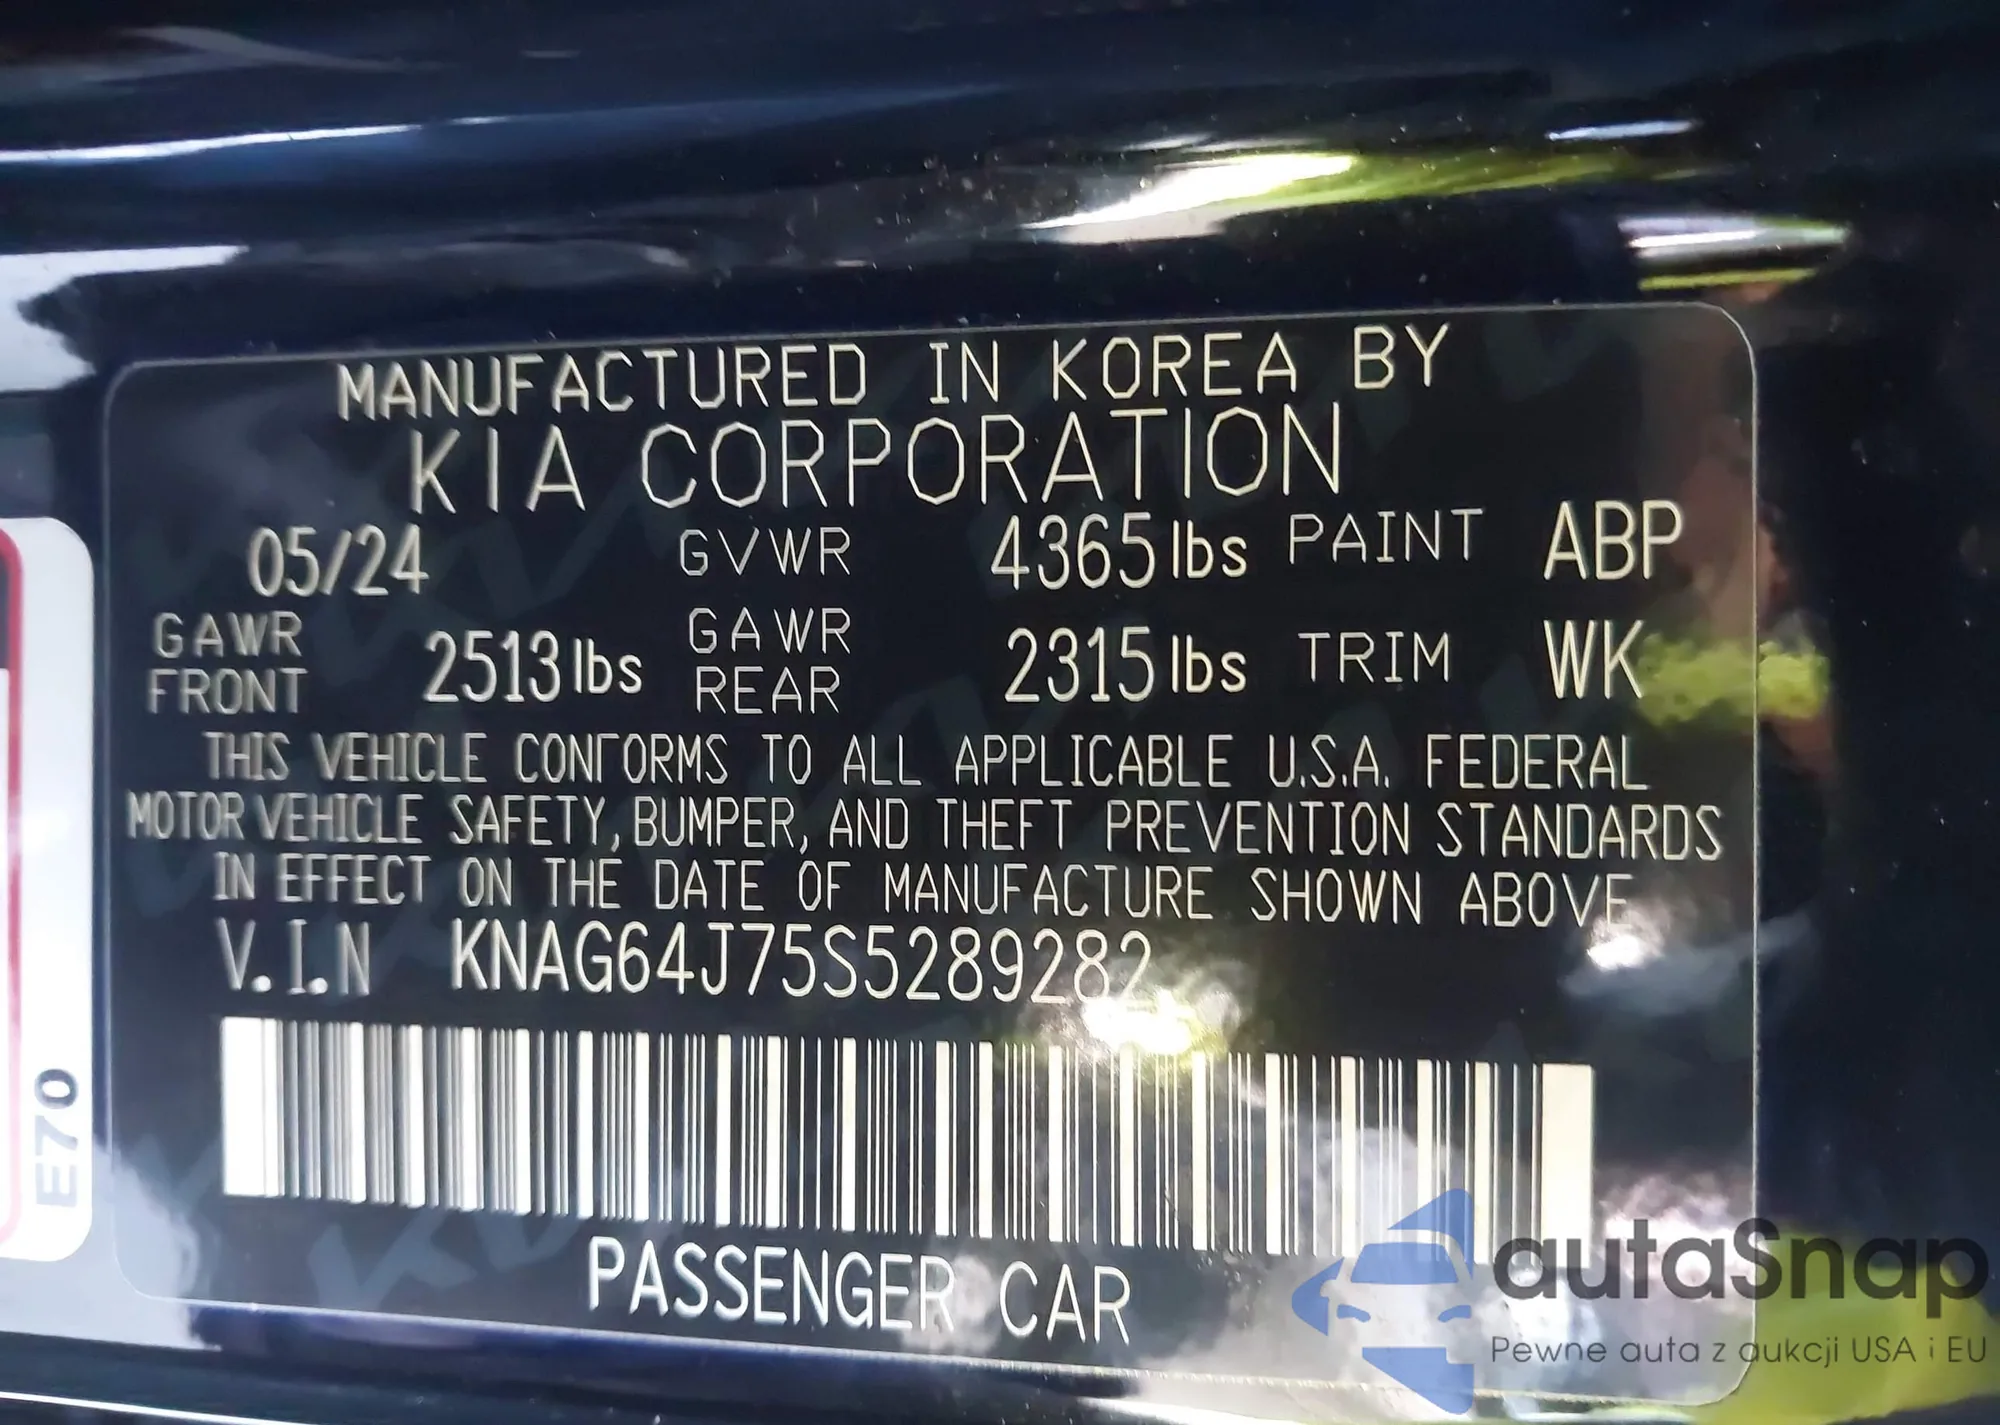 MANUFACTURED IN KOREA BY
KIA CORPORATION
05/24 GVWR 4365 lbs PAINT ABP
GAWR FRONT 2513 lbs GAWR REAR 2315 lbs TRIM WK
THIS VEHICLE CONFORMS TO ALL APPLICABLE U.S.A. FEDERAL
MOTOR VEHICLE SAFETY, BUMPER, AND THEFT PREVENTION STANDARDS
IN EFFECT ON THE DATE OF MANUFACTURE SHOWN ABOVE
V.I.N KNAG64J75S5289282
PASSENGER CAR
E70
autaSnap
Pewne auta z aukcji USA i EU